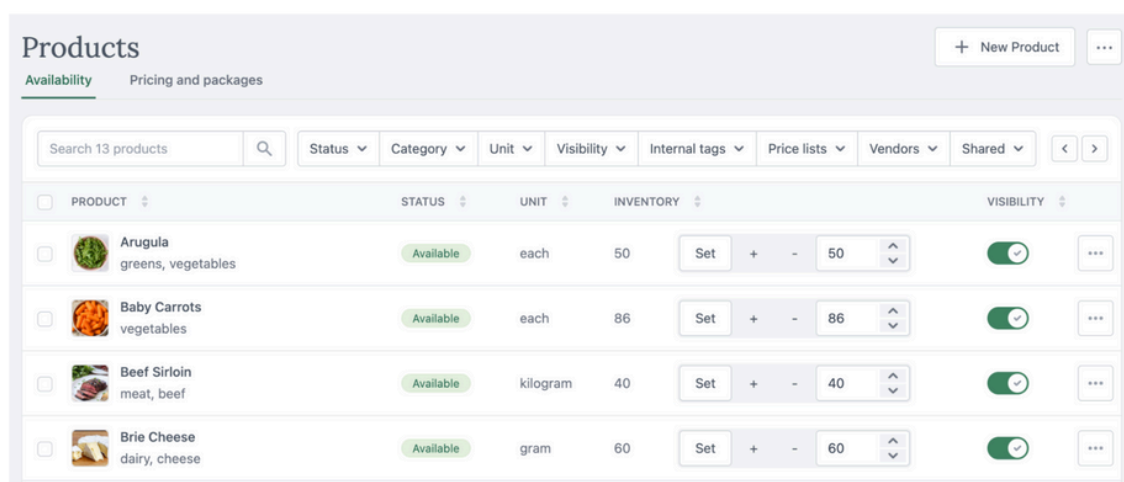 Products
+ New Product ...
Availability Pricing and packages
Search 13 products Status Category Unit Visibility Internal tags Price lists Vendors Shared < >
PRODUCT STATUS UNIT INVENTORY VISIBILITY
Arugula
greens, vegetables
Available each 50 Set + - 50 ...
Baby Carrots
vegetables
Available each 86 Set + - 86 ...
Beef Sirloin
meat, beef
Available kilogram 40 Set + - 40 ...
Brie Cheese
dairy, cheese
Available gram 60 Set + - 60 ...